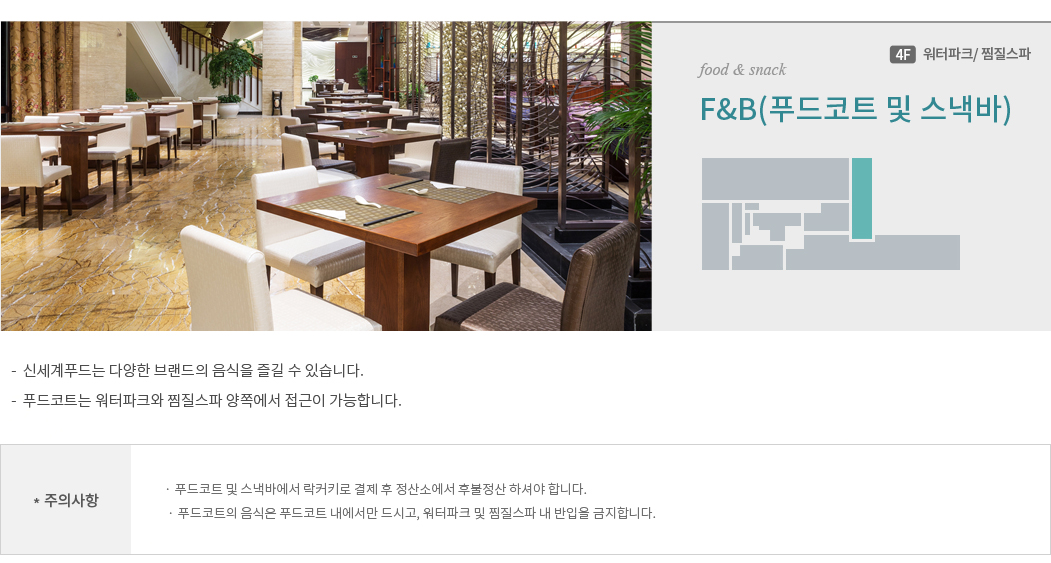 4F 워터파크/ 찜질스파
food & snack
F&B(푸드코트 및 스낵바)
- 신세계푸드는 다양한 브랜드의 음식을 즐길 수 있습니다.
- 푸드코트는 워터파크와 찜질스파 양쪽에서 접근이 가능합니다.
* 주의사항
· 푸드코트 및 스낵바에서 락커키로 결제 후 정산소에서 후불정산 하셔야 합니다.
· 푸드코트의 음식은 푸드코트 내에서만 드시고, 워터파크 및 찜질스파 내 반입을 금지합니다.